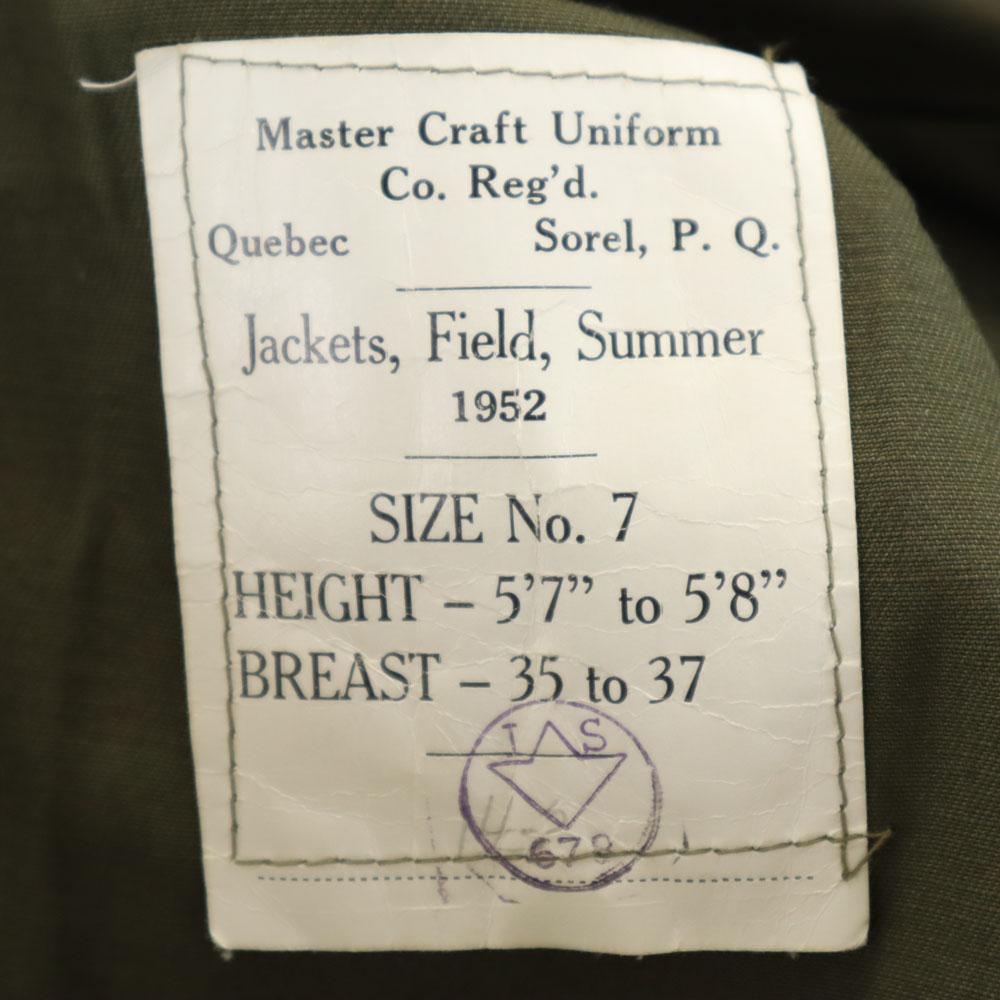 Master Craft Uniform
Co. Reg’d.
Quebec Sorel, P. Q.
Jackets, Field, Summer
1952
SIZE No. 7
HEIGHT – 5’7” to 5’8”
BREAST – 35 to 37
I A S
678